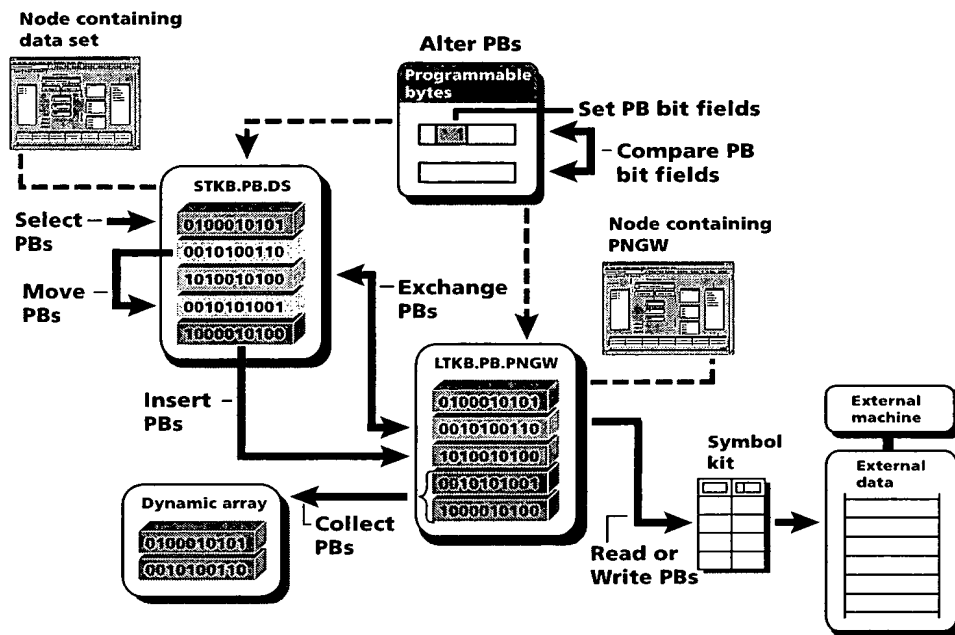 Node containing
data set
Alter PBs
Programmable
bytes
Set PB bit fields
Compare PB
bit fields
STKB.PB.DS
Select
PBs
0100010101
0010100110
1010010100
0010101001
1000010100
Move
PBs
Exchange
PBs
Node containing
PNGW
Insert
PBs
LTKB.PB.PNGW
0100010101
0010100110
1010010100
0010101001
1000010100
Dynamic array
0100010101
0010100110
Collect
PBs
Read or
Write PBs
Symbol
kit
External
machine
External
data